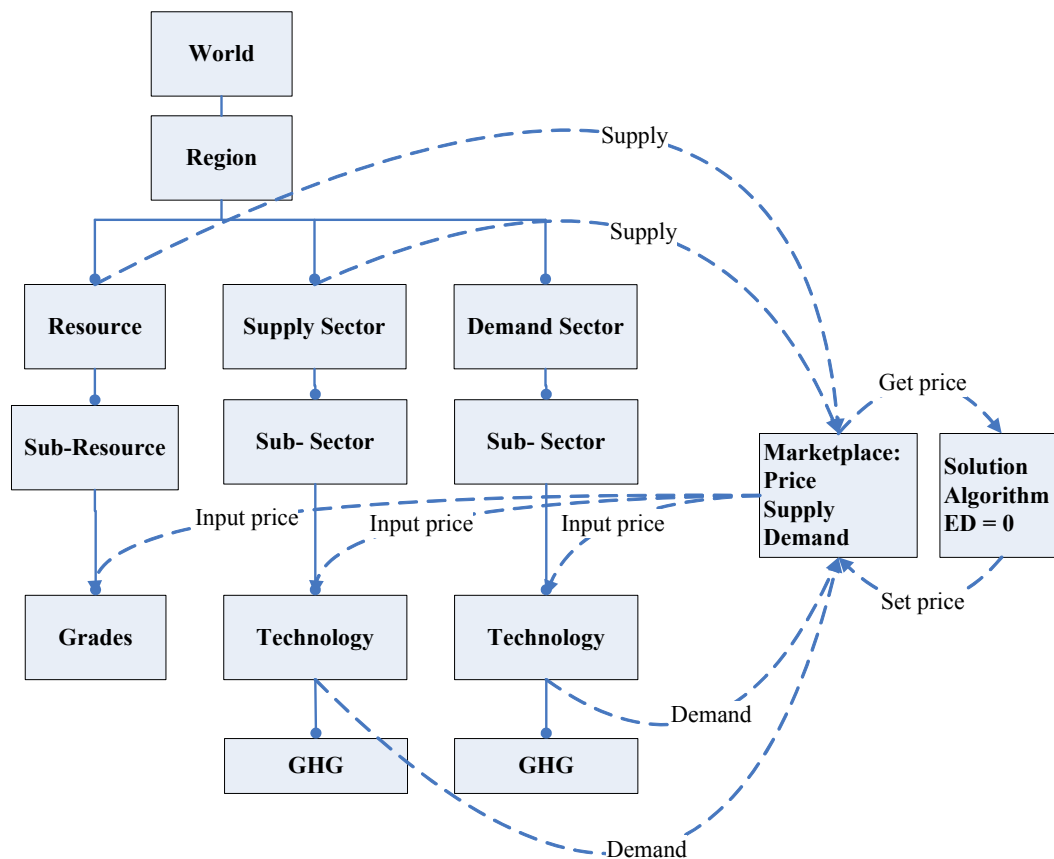 World
Region
Supply
Supply
Resource
Supply Sector
Demand Sector
Get price
Sub-Resource
Sub- Sector
Sub- Sector
Marketplace:
Price
Supply
Demand
Solution
Algorithm
ED = 0
Input price
Input price
Input price
Set price
Grades
Technology
Technology
Demand
GHG
GHG
Demand